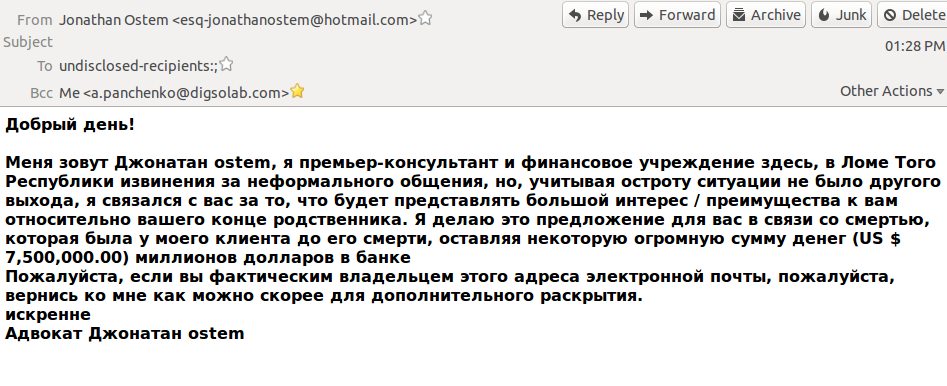 From Jonathan Ostem <esq-jonathanostem@hotmail.com> Reply Forward Archive Junk Delete
Subject 01:28 PM
To undisclosed-recipients:;
Bcc Me <a.panchenko@digsolab.com> Other Actions
Добрый день!
Меня зовут Джонатан ostem, я премьер-консультант и финансовое учреждение здесь, в Ломе Того
Республики извинения за неформального общения, но, учитывая остроту ситуации не было другого
выхода, я связался с вас за то, что будет представлять большой интерес / преимущества к вам
относительно вашего конце родственника. Я делаю это предложение для вас в связи со смертью,
которая была у моего клиента до его смерти, оставляя некоторую огромную сумму денег (US $
7,500,000.00) миллионов долларов в банке
Пожалуйста, если вы фактическим владельцем этого адреса электронной почты, пожалуйста,
вернись ко мне как можно скорее для дополнительного раскрытия.
искренне
Адвокат Джонатан ostem